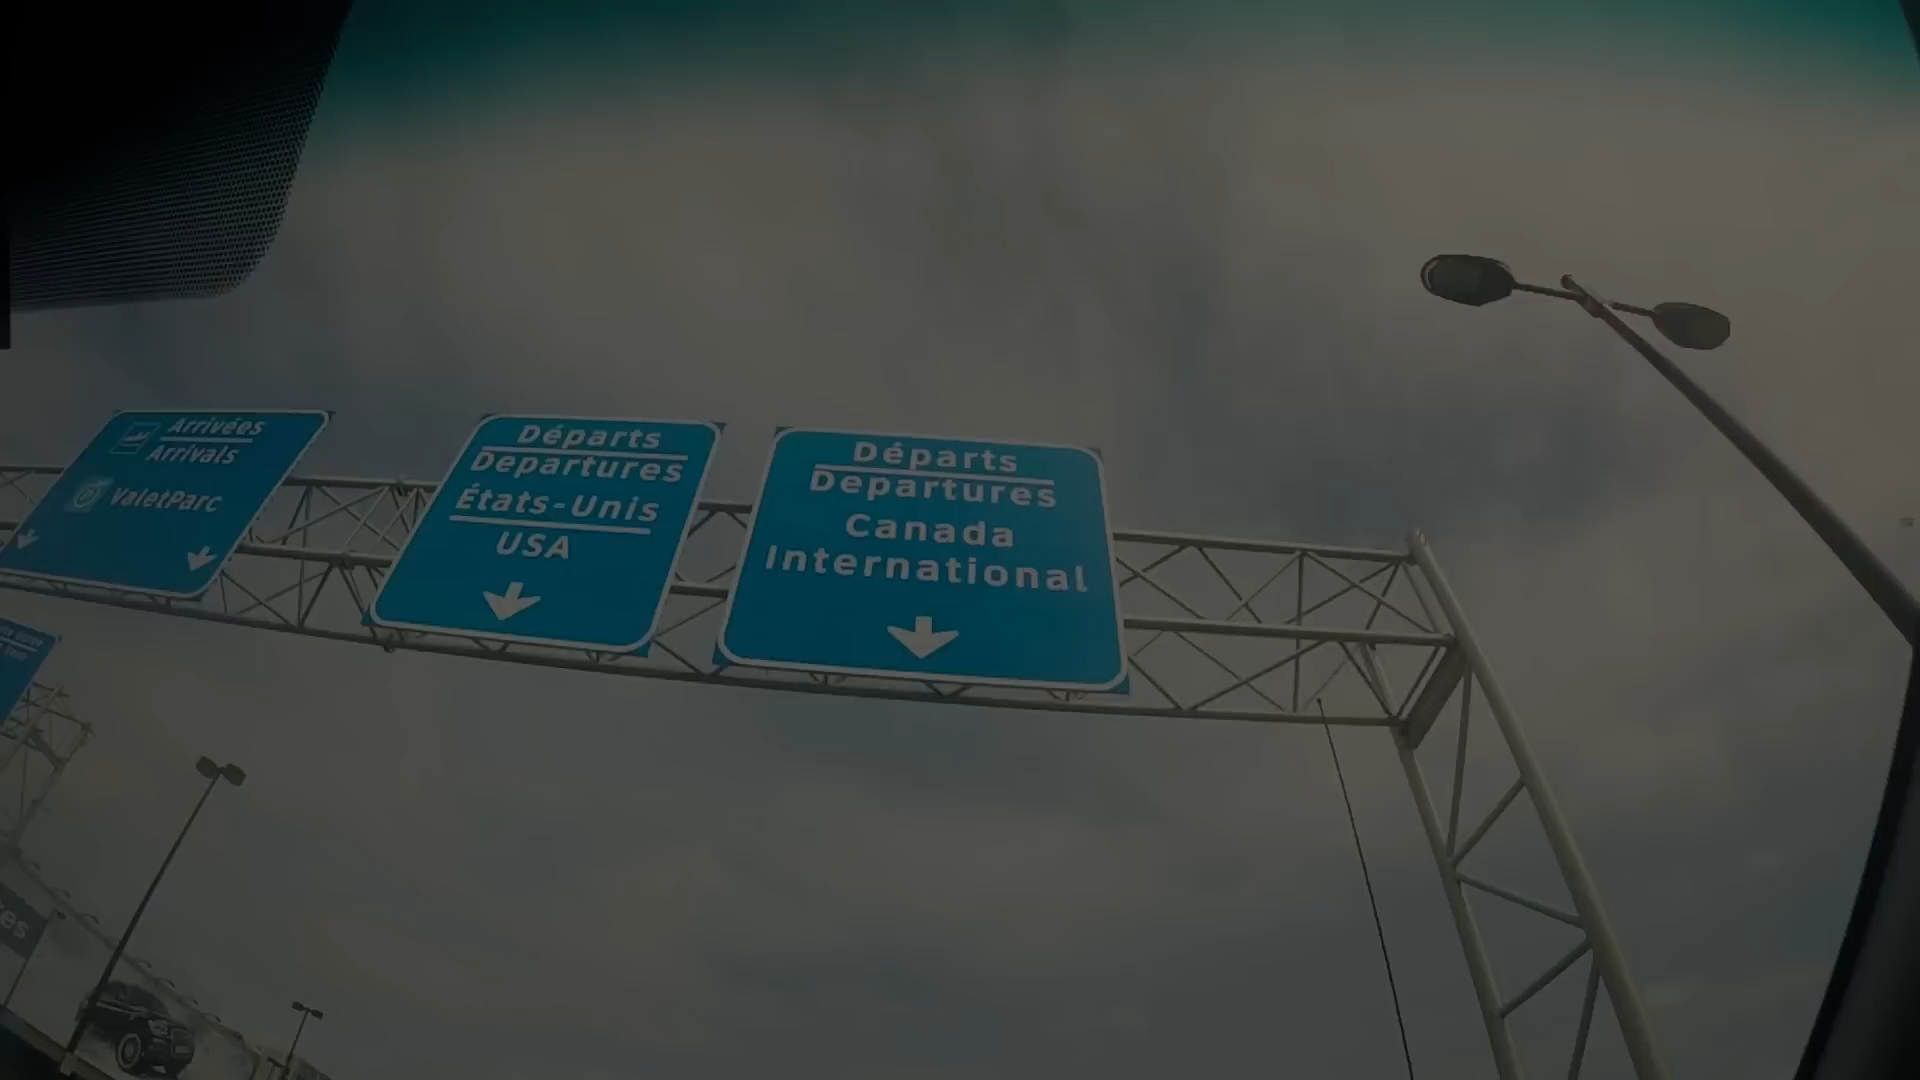 Arrivées
Arrivals
ValetParc
Départs
Departures
États-Unis
USA
Départs
Departures
Canada
International